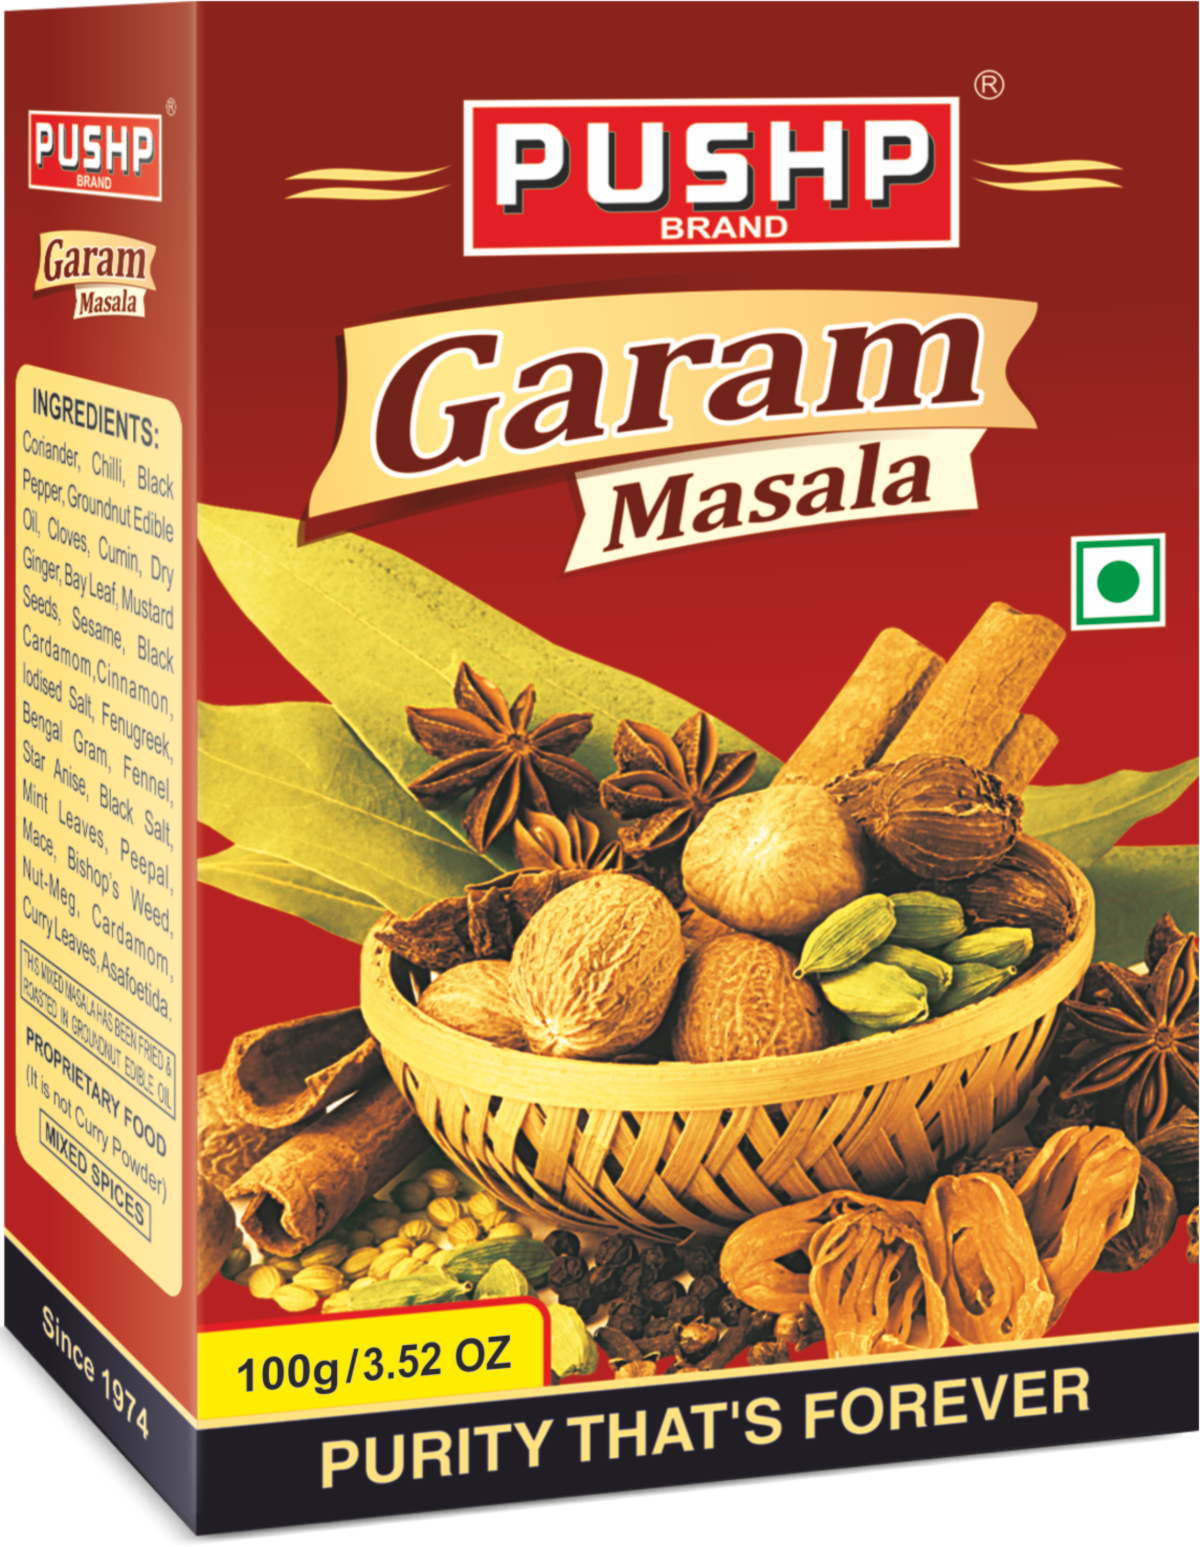 PUSHP
BRAND
®
Garam
Masala
INGREDIENTS:
Coriander, Chilli, Black
Pepper, Groundnut Edible
Oil, Cloves, Cumin, Dry
Ginger, Bay Leaf, Mustard
Seeds, Sesame, Black
Cardamom, Cinnamon,
Iodised Salt, Fenugreek,
Bengal Gram, Fennel,
Star Anise, Black Salt,
Mint Leaves, Peepal,
Mace, Bishop's Weed,
Nut-Meg, Cardamom,
Curry Leaves, Asafoetida.
THIS MIXED MASALA HAS BEEN FRIED &
ROASTED IN GROUNDNUT EDIBLE OIL
PROPRIETARY FOOD
(It is not Curry Powder)
MIXED SPICES
Since 1974
PUSHP
BRAND
®
Garam
Masala
100g/3.52 OZ
PURITY THAT'S FOREVER